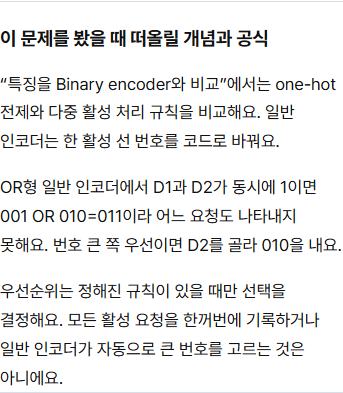 이 문제를 봤을 때 떠올릴 개념과 공식
“특징을 Binary encoder와 비교”에서는 one-hot
전제와 다중 활성 처리 규칙을 비교해요. 일반
인코더는 한 활성 선 번호를 코드로 바꿔요.
OR형 일반 인코더에서 D1과 D2가 동시에 1이면
001 OR 010=011이라 어느 요청도 나타내지
못해요. 번호 큰 쪽 우선이면 D2를 골라 010을 내요.
우선순위는 정해진 규칙이 있을 때만 선택을
결정해요. 모든 활성 요청을 한꺼번에 기록하거나
일반 인코더가 자동으로 큰 번호를 고르는 것은
아니에요.